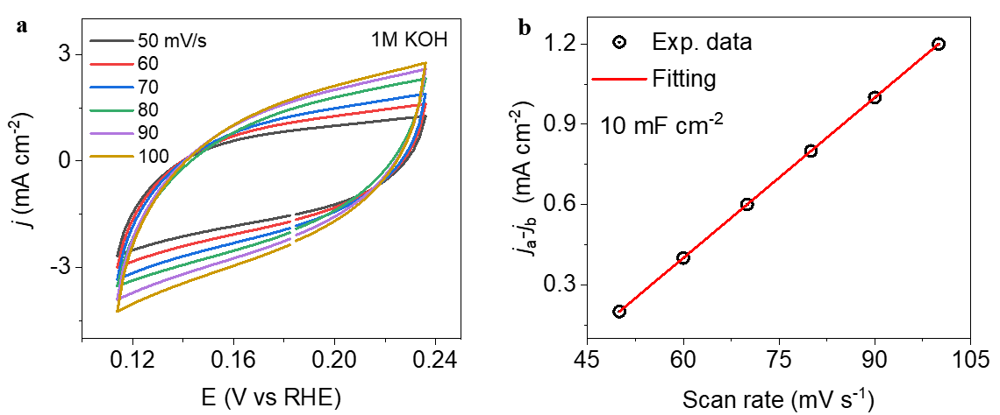 a
50 mV/s
60
70
80
90
100
1M KOH
3
0
-3
j (mA cm⁻²)
0.12
0.16
0.20
0.24
E (V vs RHE)
b
Exp. data
Fitting
10 mF cm⁻²
1.2
0.9
0.6
0.3
jₐ-j_b (mA cm⁻²)
45
60
75
90
105
Scan rate (mV s⁻¹)